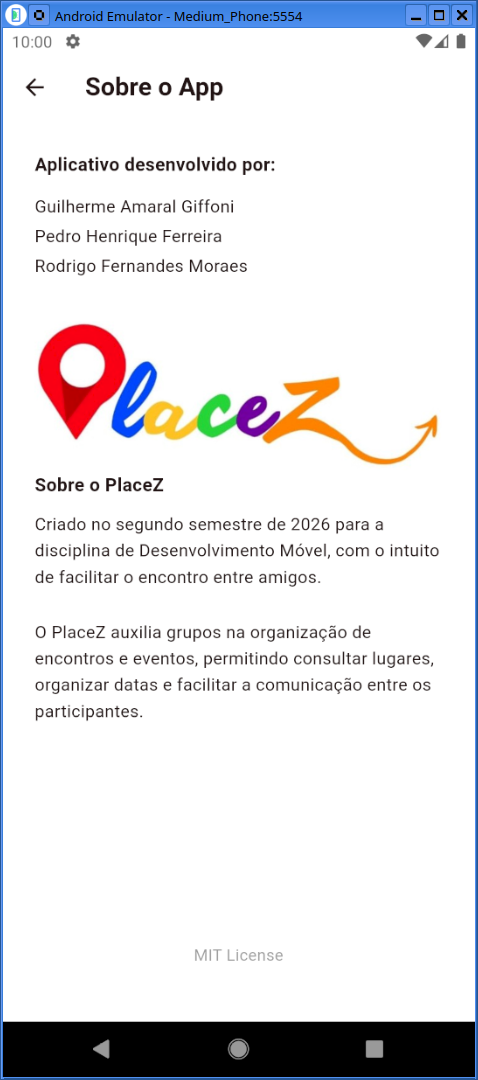 Android Emulator - Medium_Phone:5554
10:00
Sobre o App
Aplicativo desenvolvido por:
Guilherme Amaral Giffoni
Pedro Henrique Ferreira
Rodrigo Fernandes Moraes
PlaceZ
Sobre o PlaceZ
Criado no segundo semestre de 2026 para a
disciplina de Desenvolvimento Móvel, com o intuito
de facilitar o encontro entre amigos.
O PlaceZ auxilia grupos na organização de
encontros e eventos, permitindo consultar lugares,
organizar datas e facilitar a comunicação entre os
participantes.
MIT License